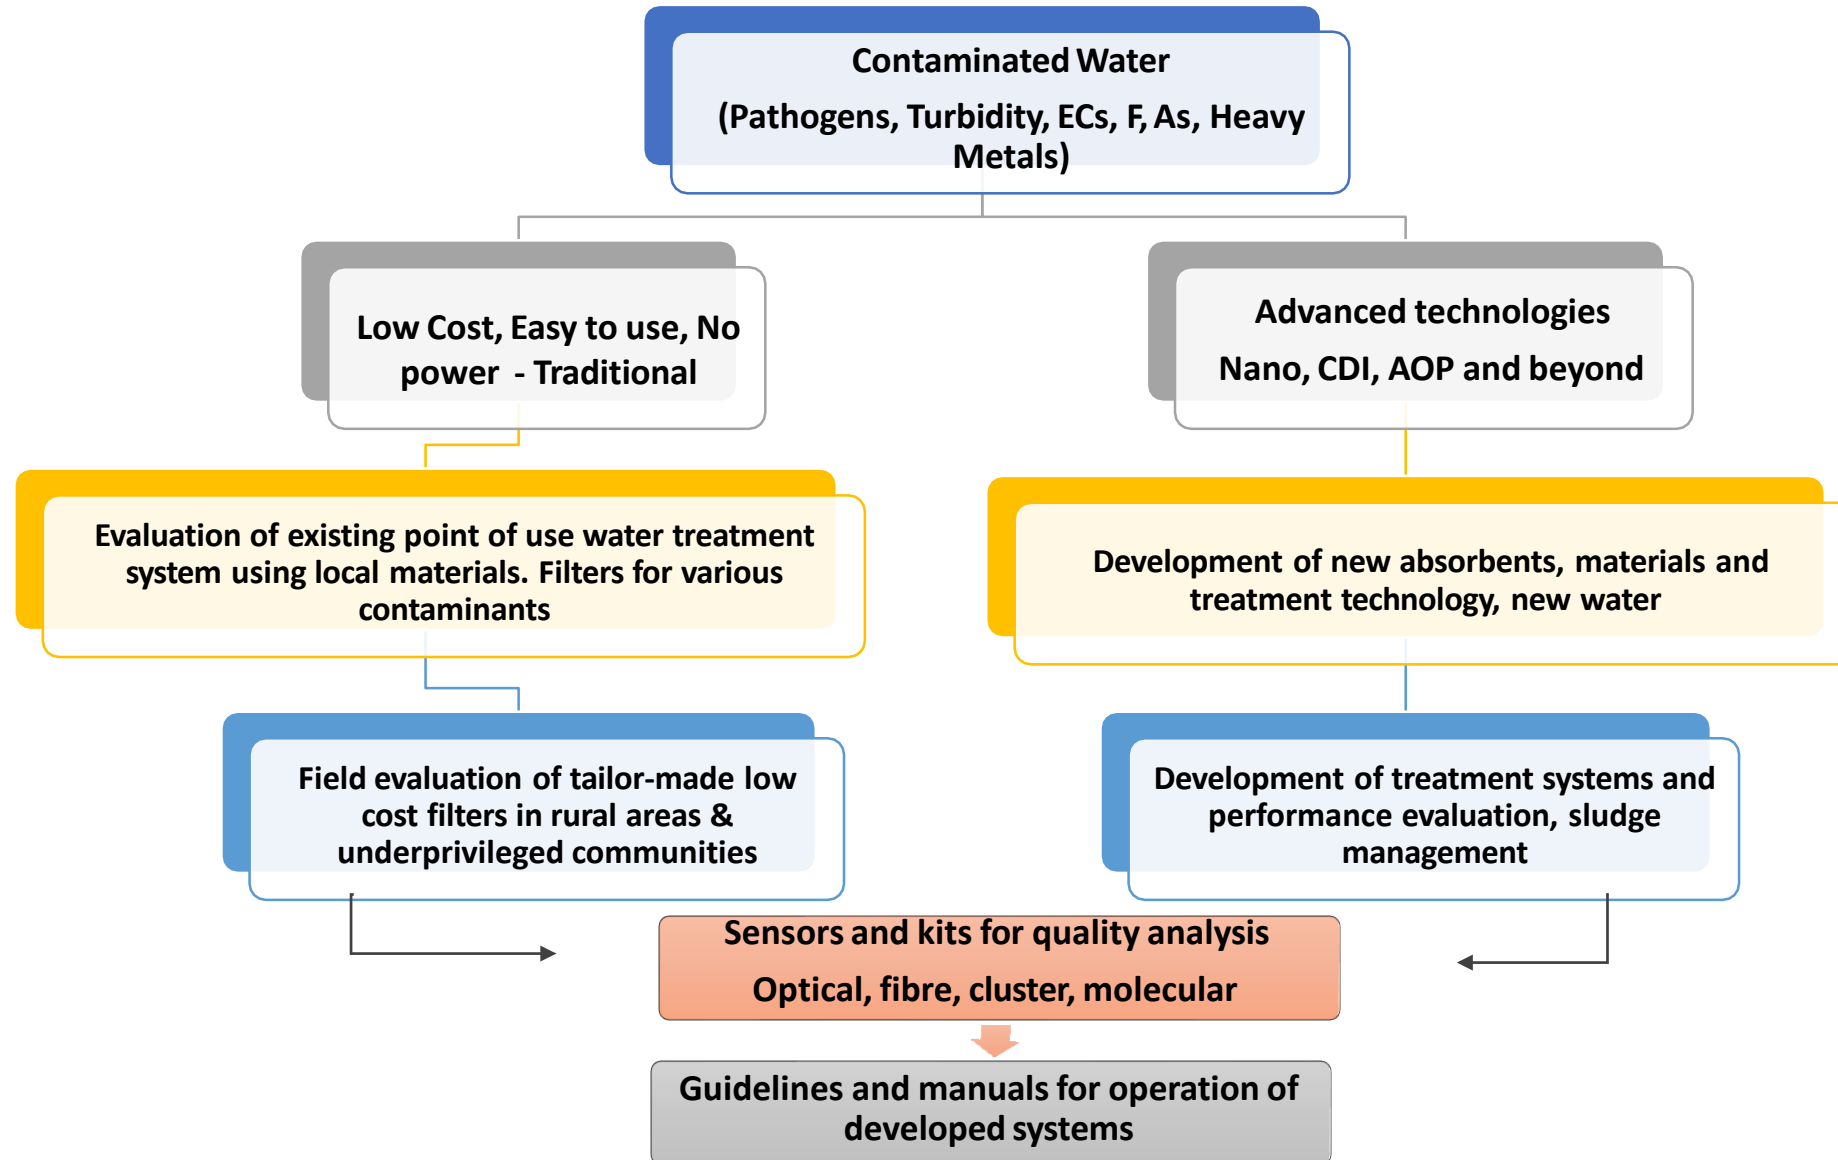 Contaminated Water
(Pathogens, Turbidity, ECs, F, As, Heavy
Metals)
Low Cost, Easy to use, No
power - Traditional
Advanced technologies
Nano, CDI, AOP and beyond
Evaluation of existing point of use water treatment
system using local materials. Filters for various
contaminants
Development of new absorbents, materials and
treatment technology, new water
Field evaluation of tailor-made low
cost filters in rural areas &
underprivileged communities
Development of treatment systems and
performance evaluation, sludge
management
Sensors and kits for quality analysis
Optical, fibre, cluster, molecular
Guidelines and manuals for operation of
developed systems